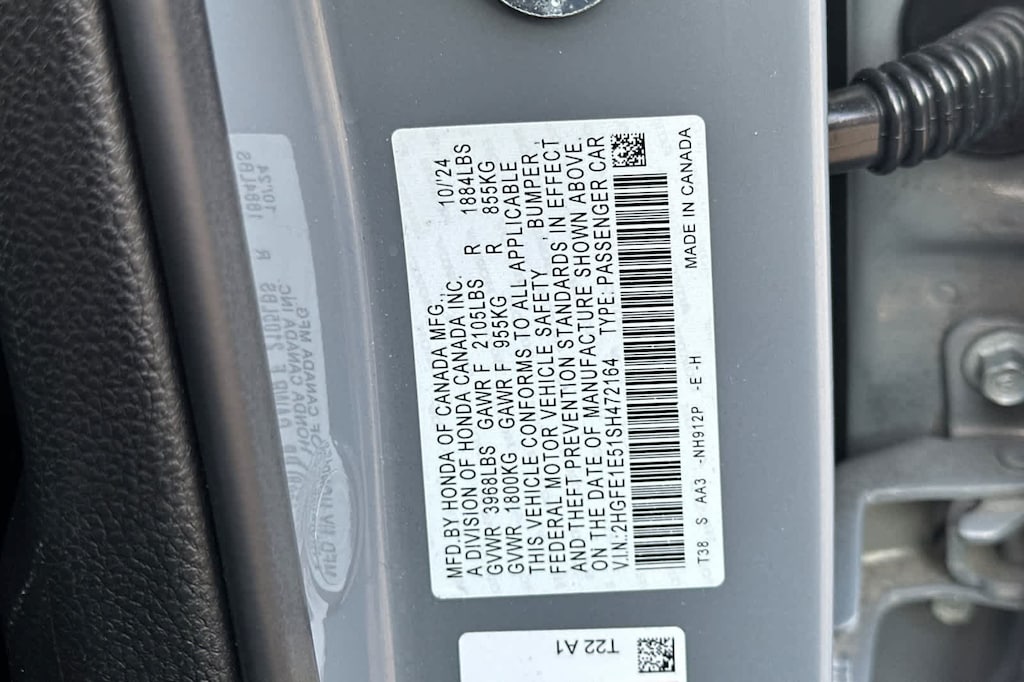 MFD.BY HONDA OF CANADA MFG., 10/24
A DIVISION OF HONDA CANADA INC.
GVWR 3968LBS GAWR F 2105LBS R 1884LBS
GVWR 1800KG GAWR F 955KG R 855KG
THIS VEHICLE CONFORMS TO ALL APPLICABLE
FEDERAL MOTOR VEHICLE SAFETY, BUMPER,
AND THEFT PREVENTION STANDARDS, IN EFFECT
ON THE DATE OF MANUFACTURE SHOWN ABOVE.
V.I.N.:2HGFE1E51SH472164 TYPE: PASSENGER CAR
MADE IN CANADA
T38 S AA3 -NH912P -E -H
T22 A1